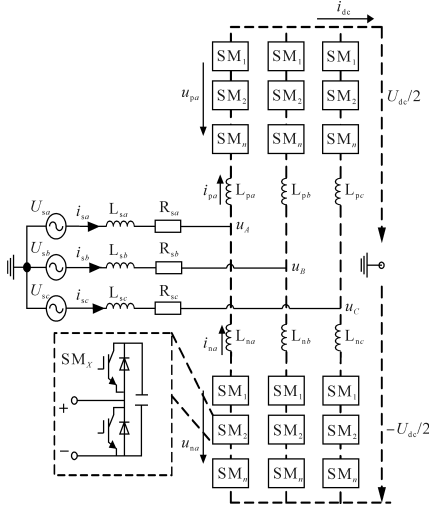 i_dc
SM_1 SM_1 SM_1
u_pa SM_2 SM_2 SM_2 U_dc/2
SM_n SM_n SM_n
i_pa L_pa L_pb L_pc
U_sa i_sa L_sa R_sa u_A
U_sb i_sb L_sb R_sb u_B
U_sc i_sc L_sc R_sc u_C
i_na L_na L_nb L_nc
SM_X
SM_1 SM_1 SM_1
+ SM_2 SM_2 SM_2 -U_dc/2
− u_na
SM_n SM_n SM_n